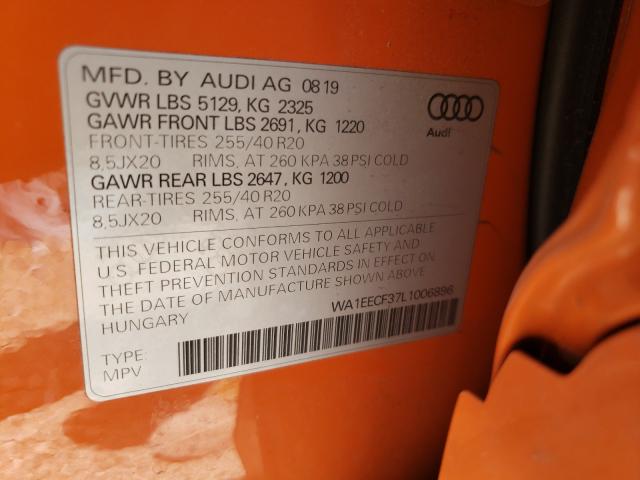 MFD. BY AUDI AG 0819
GVWR LBS 5129, KG 2325
GAWR FRONT LBS 2691, KG 1220
FRONT-TIRES 255/40 R20
8,5JX20 RIMS, AT 260 KPA 38 PSI COLD
GAWR REAR LBS 2647, KG 1200
REAR-TIRES 255/40 R20
8,5JX20 RIMS, AT 260 KPA 38 PSI COLD
Audi
THIS VEHICLE CONFORMS TO ALL APPLICABLE
U.S. FEDERAL MOTOR VEHICLE SAFETY AND
THEFT PREVENTION STANDARDS IN EFFECT ON
THE DATE OF MANUFACTURE SHOWN ABOVE
HUNGARY
WA1EECF37L1006896
TYPE:
MPV